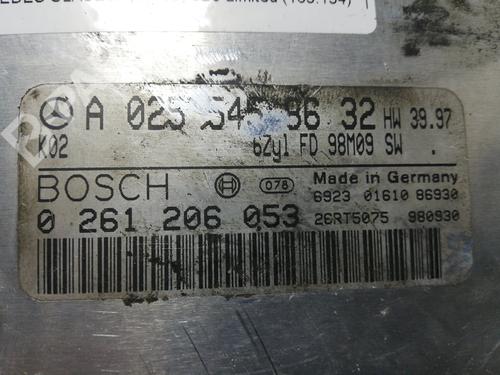 A 025 545 96 32 HW 39.97
K02 6Zyl FD 98M09 SW .
BOSCH 078 Made in Germany
6923 01610 86930
0 261 206 053 26RT5075 980930